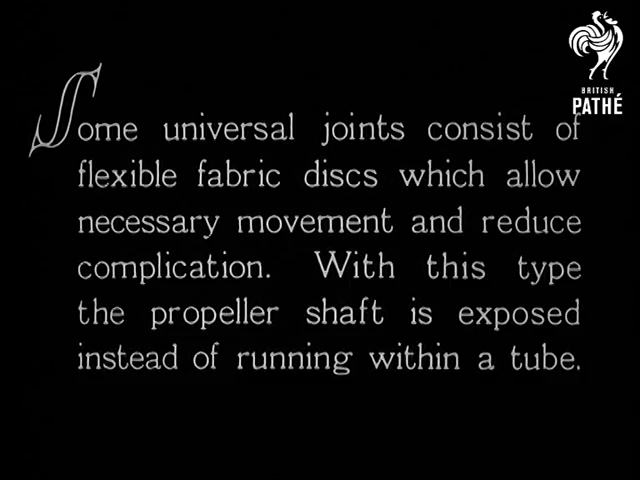 BRITISH
PATHÉ
Some universal joints consist of
flexible fabric discs which allow
necessary movement and reduce
complication. With this type
the propeller shaft is exposed
instead of running within a tube.